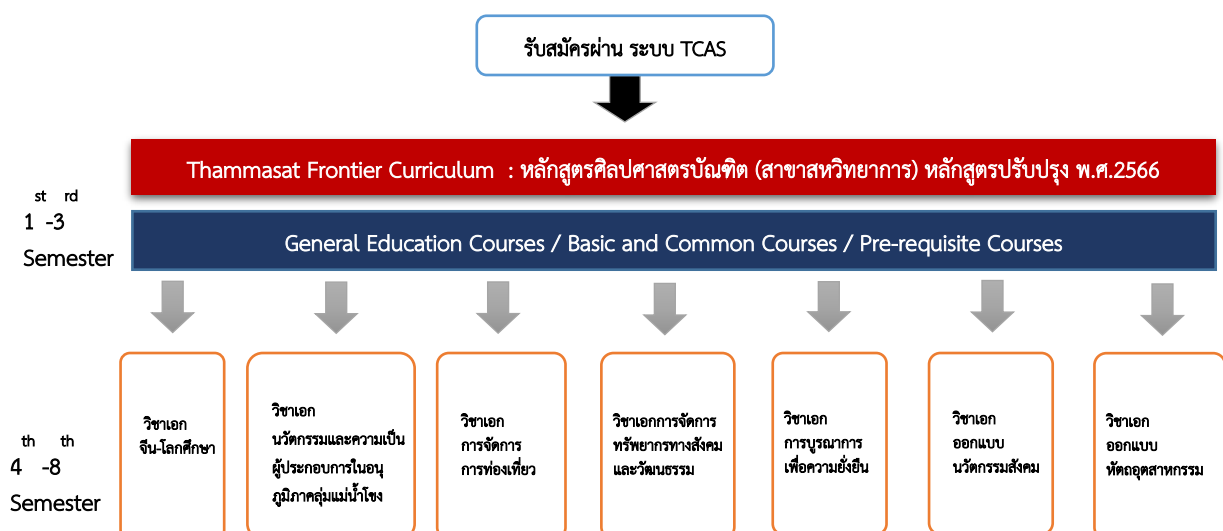 รับสมัครผ่าน ระบบ TCAS
Thammasat Frontier Curriculum : หลักสูตรศิลปศาสตรบัณฑิต (สาขาสหวิทยาการ) หลักสูตรปรับปรุง พ.ศ.2566
1st-3rd
Semester
General Education Courses / Basic and Common Courses / Pre-requisite Courses
4th-8th
Semester
วิชาเอก
จีน-โลกศึกษา
วิชาเอก
นวัตกรรมและความเป็น
ผู้ประกอบการในอนุ
ภูมิภาคลุ่มแม่น้ำโขง
วิชาเอก
การจัดการ
การท่องเที่ยว
วิชาเอกการจัดการ
ทรัพยากรทางสังคม
และวัฒนธรรม
วิชาเอก
การบูรณาการ
เพื่อความยั่งยืน
วิชาเอก
ออกแบบ
นวัตกรรมสังคม
วิชาเอก
ออกแบบ
หัตถอุตสาหกรรม